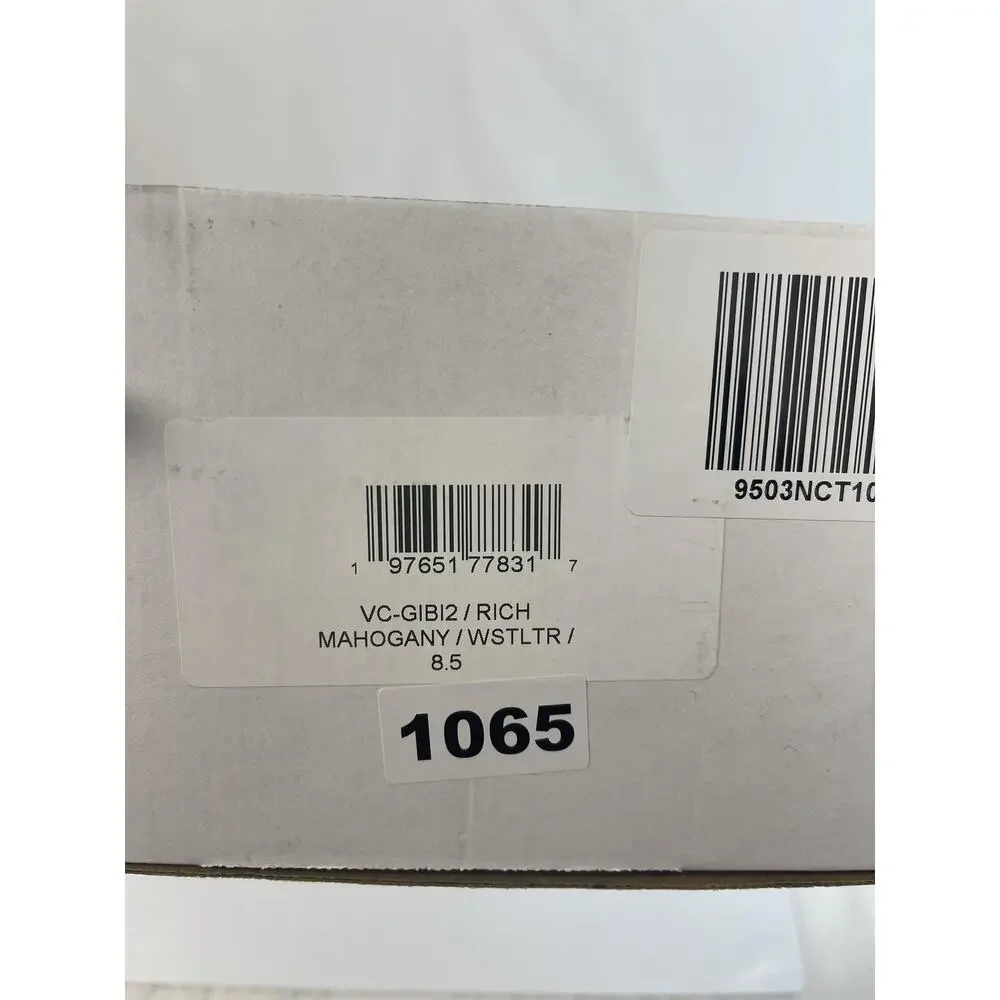 9503NCT10
1 97651 77831 7
VC-GIBI2 / RICH
MAHOGANY / WSTLTR /
8.5
1065